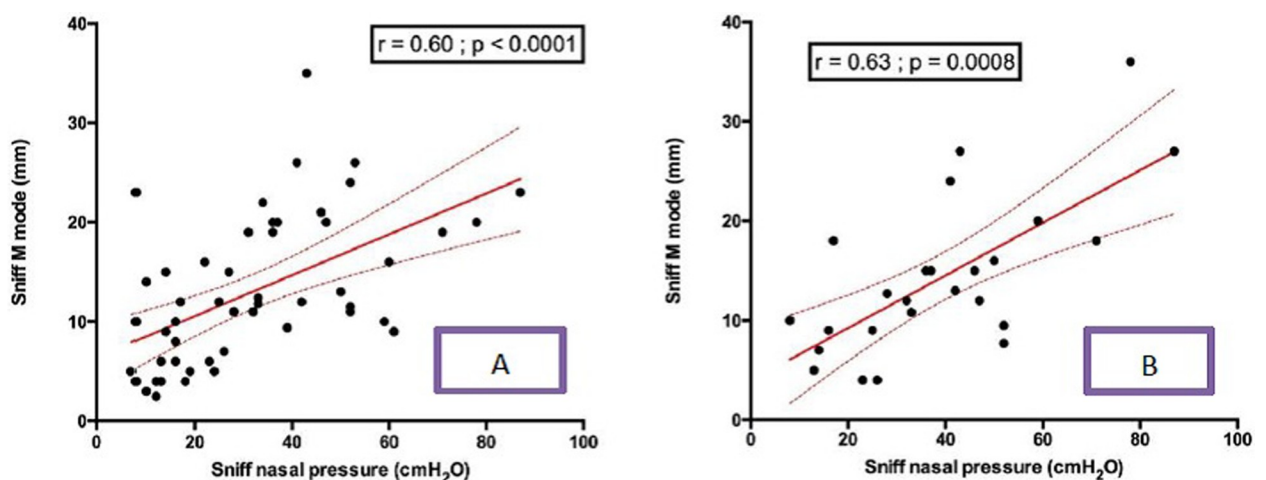 40
30
20
10
0
0 20 40 60 80 100
Sniff M mode (mm)
Sniff nasal pressure (cmH₂O)
r = 0.60 ; p < 0.0001
A
40
30
20
10
0
0 20 40 60 80 100
Sniff M mode (mm)
Sniff nasal pressure (cmH₂O)
r = 0.63 ; p = 0.0008
B